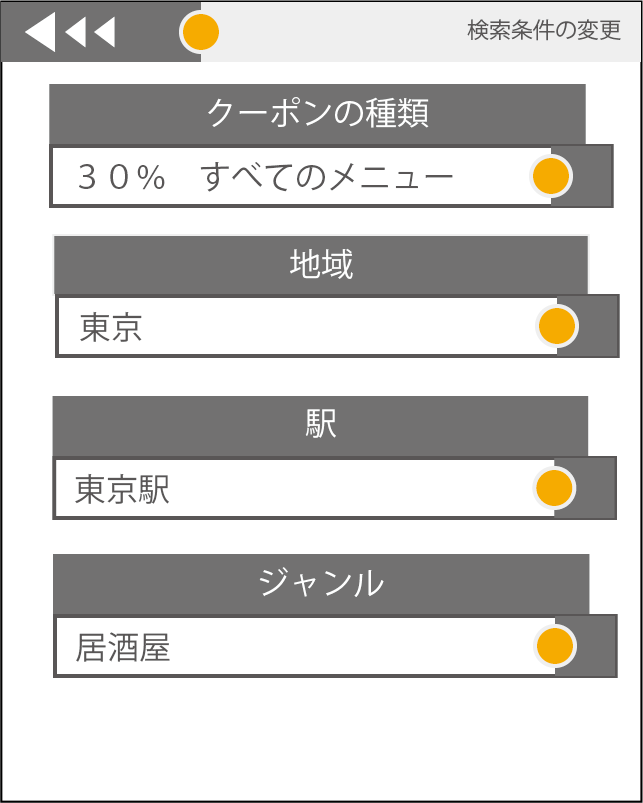 検索条件の変更
クーポンの種類
３０%　すべてのメニュー
地域
東京
駅
東京駅
ジャンル
居酒屋